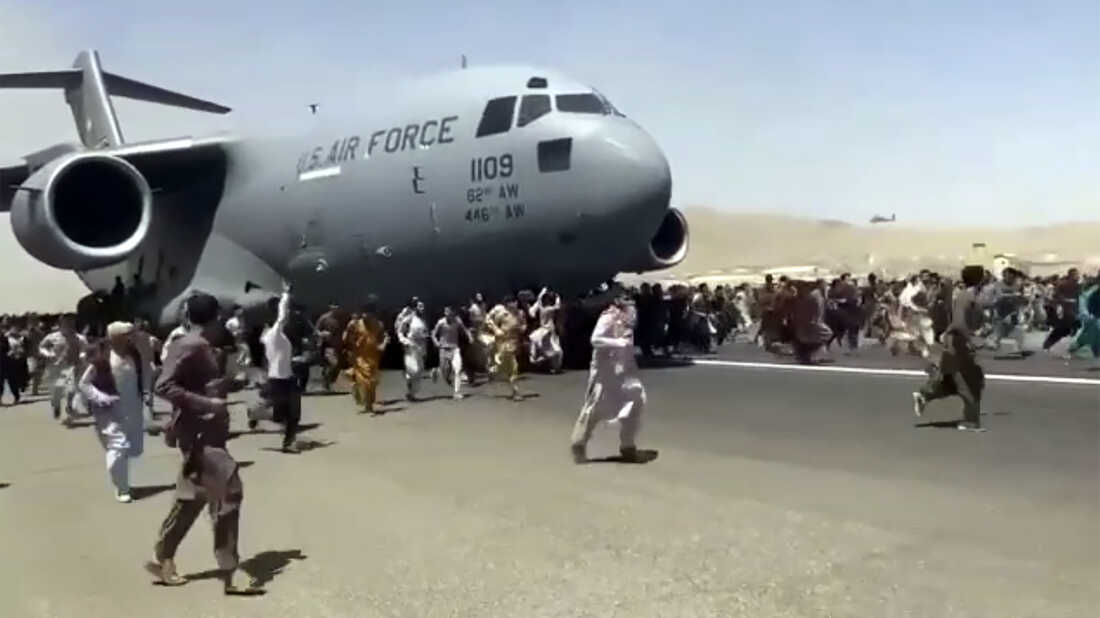 U.S. AIR FORCE
1109
62ND AW
446TH AW